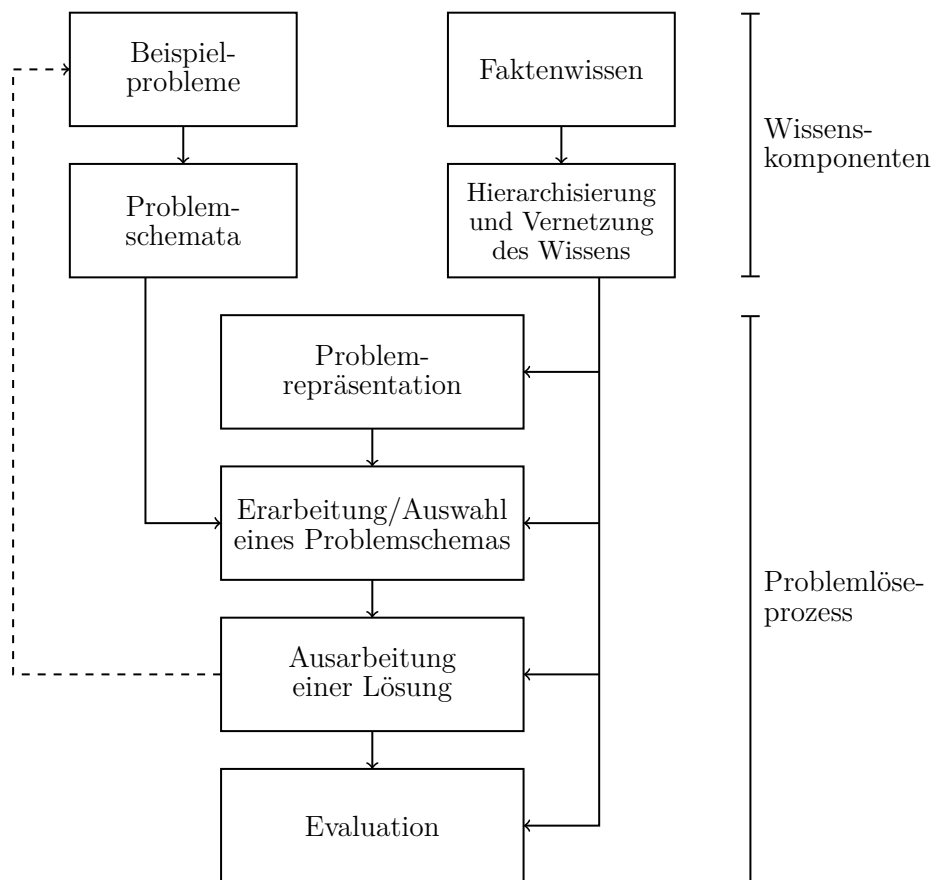 Beispiel-
probleme
Faktenwissen
Wissens-
komponenten
Problem-
schemata
Hierarchisierung
und Vernetzung
des Wissens
Problem-
repräsentation
Erarbeitung/Auswahl
eines Problemschemas
Problemlöse-
prozess
Ausarbeitung
einer Lösung
Evaluation